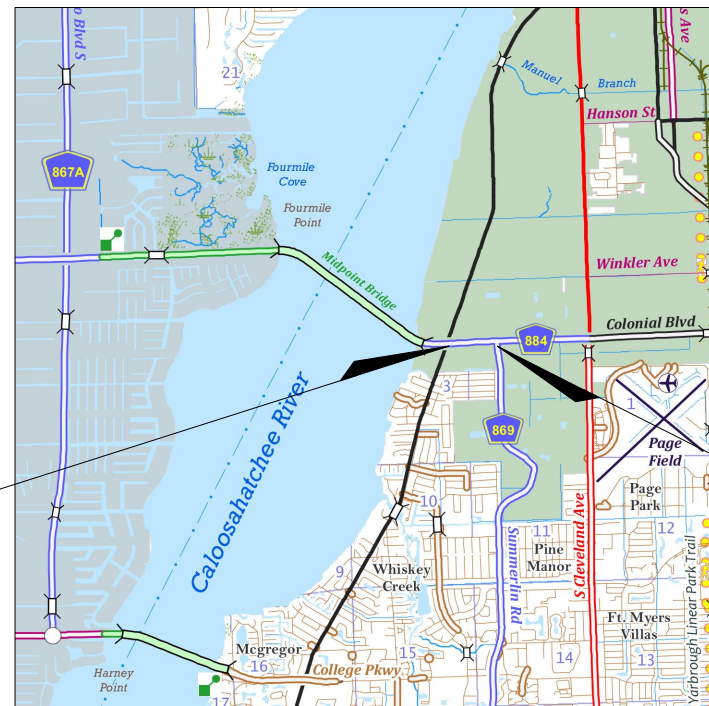 o Blvd S
s Ave
21
Manuel
Branch
Hanson St
867A
Fourmile
Cove
Fourmile
Point
Midpoint Bridge
Winkler Ave
Colonial Blvd
884
3
1
Caloosahatchee River
869
Page
Field
Page
Park
10
S Cleveland Ave
Summerlin Rd
11
12
Pine
Manor
9
Whiskey
Creek
Yarbrough Linear Park Trail
Ft. Myers
Villas
Mcgregor
15
14
13
16
College Pkwy
Harney
Point
17